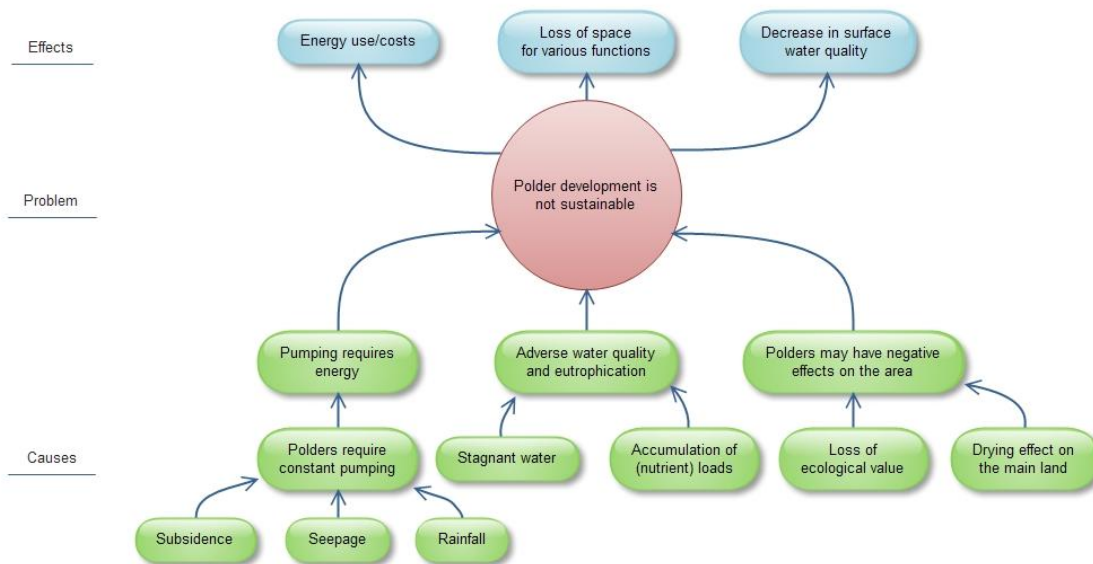 Effects
Energy use/costs
Loss of space
for various functions
Decrease in surface
water quality
Problem
Polder development is
not sustainable
Pumping requires
energy
Adverse water quality
and eutrophication
Polders may have negative
effects on the area
Causes
Polders require
constant pumping
Stagnant water
Accumulation of
(nutrient) loads
Loss of
ecological value
Drying effect on
the main land
Subsidence
Seepage
Rainfall